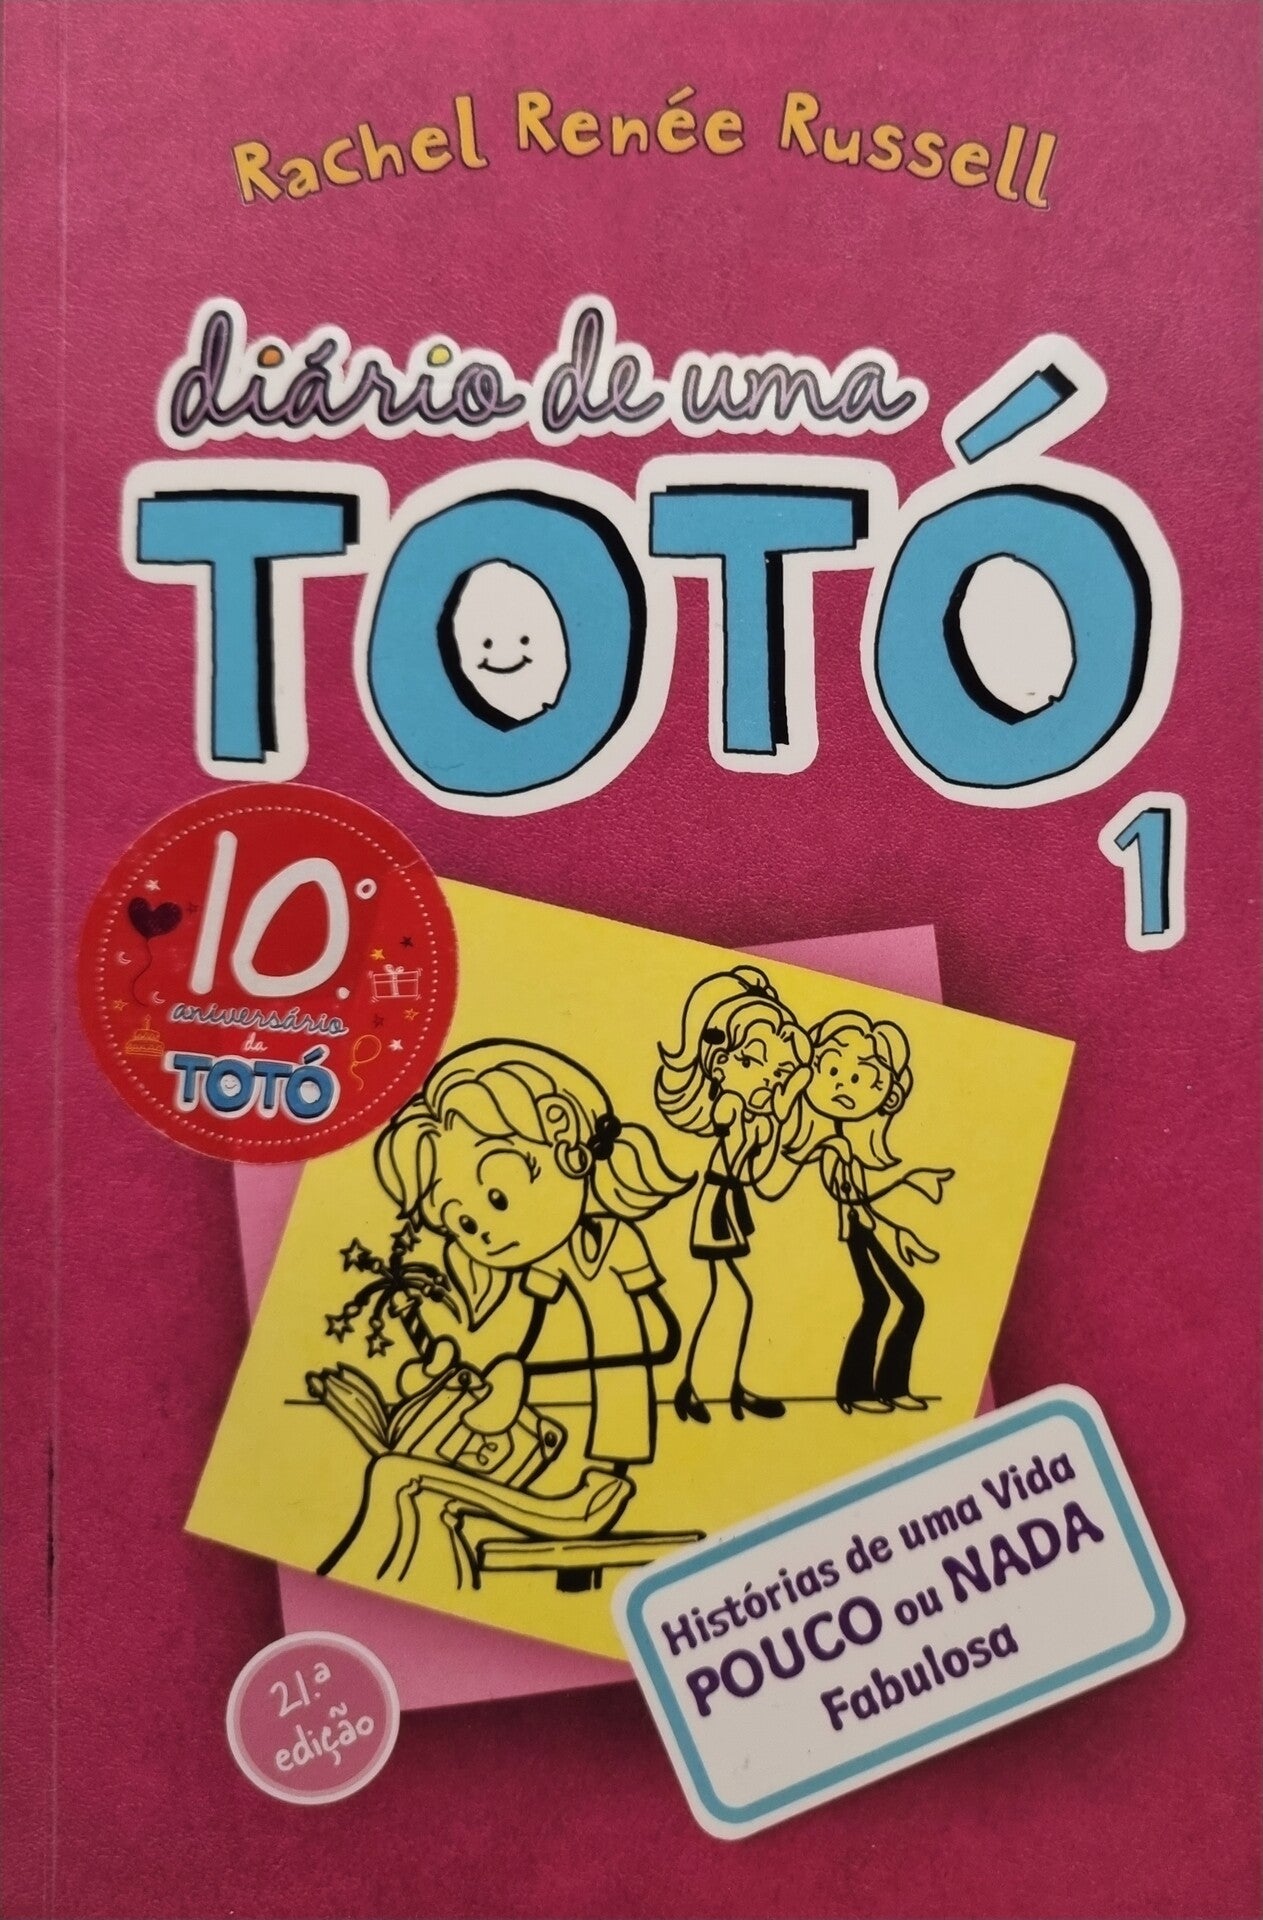 Rachel Renée Russell
diário de uma
TOTÓ
1
10.º
aniversário
da
TOTÓ
Histórias de uma Vida
POUCO ou NADA
Fabulosa
21.ª
edição